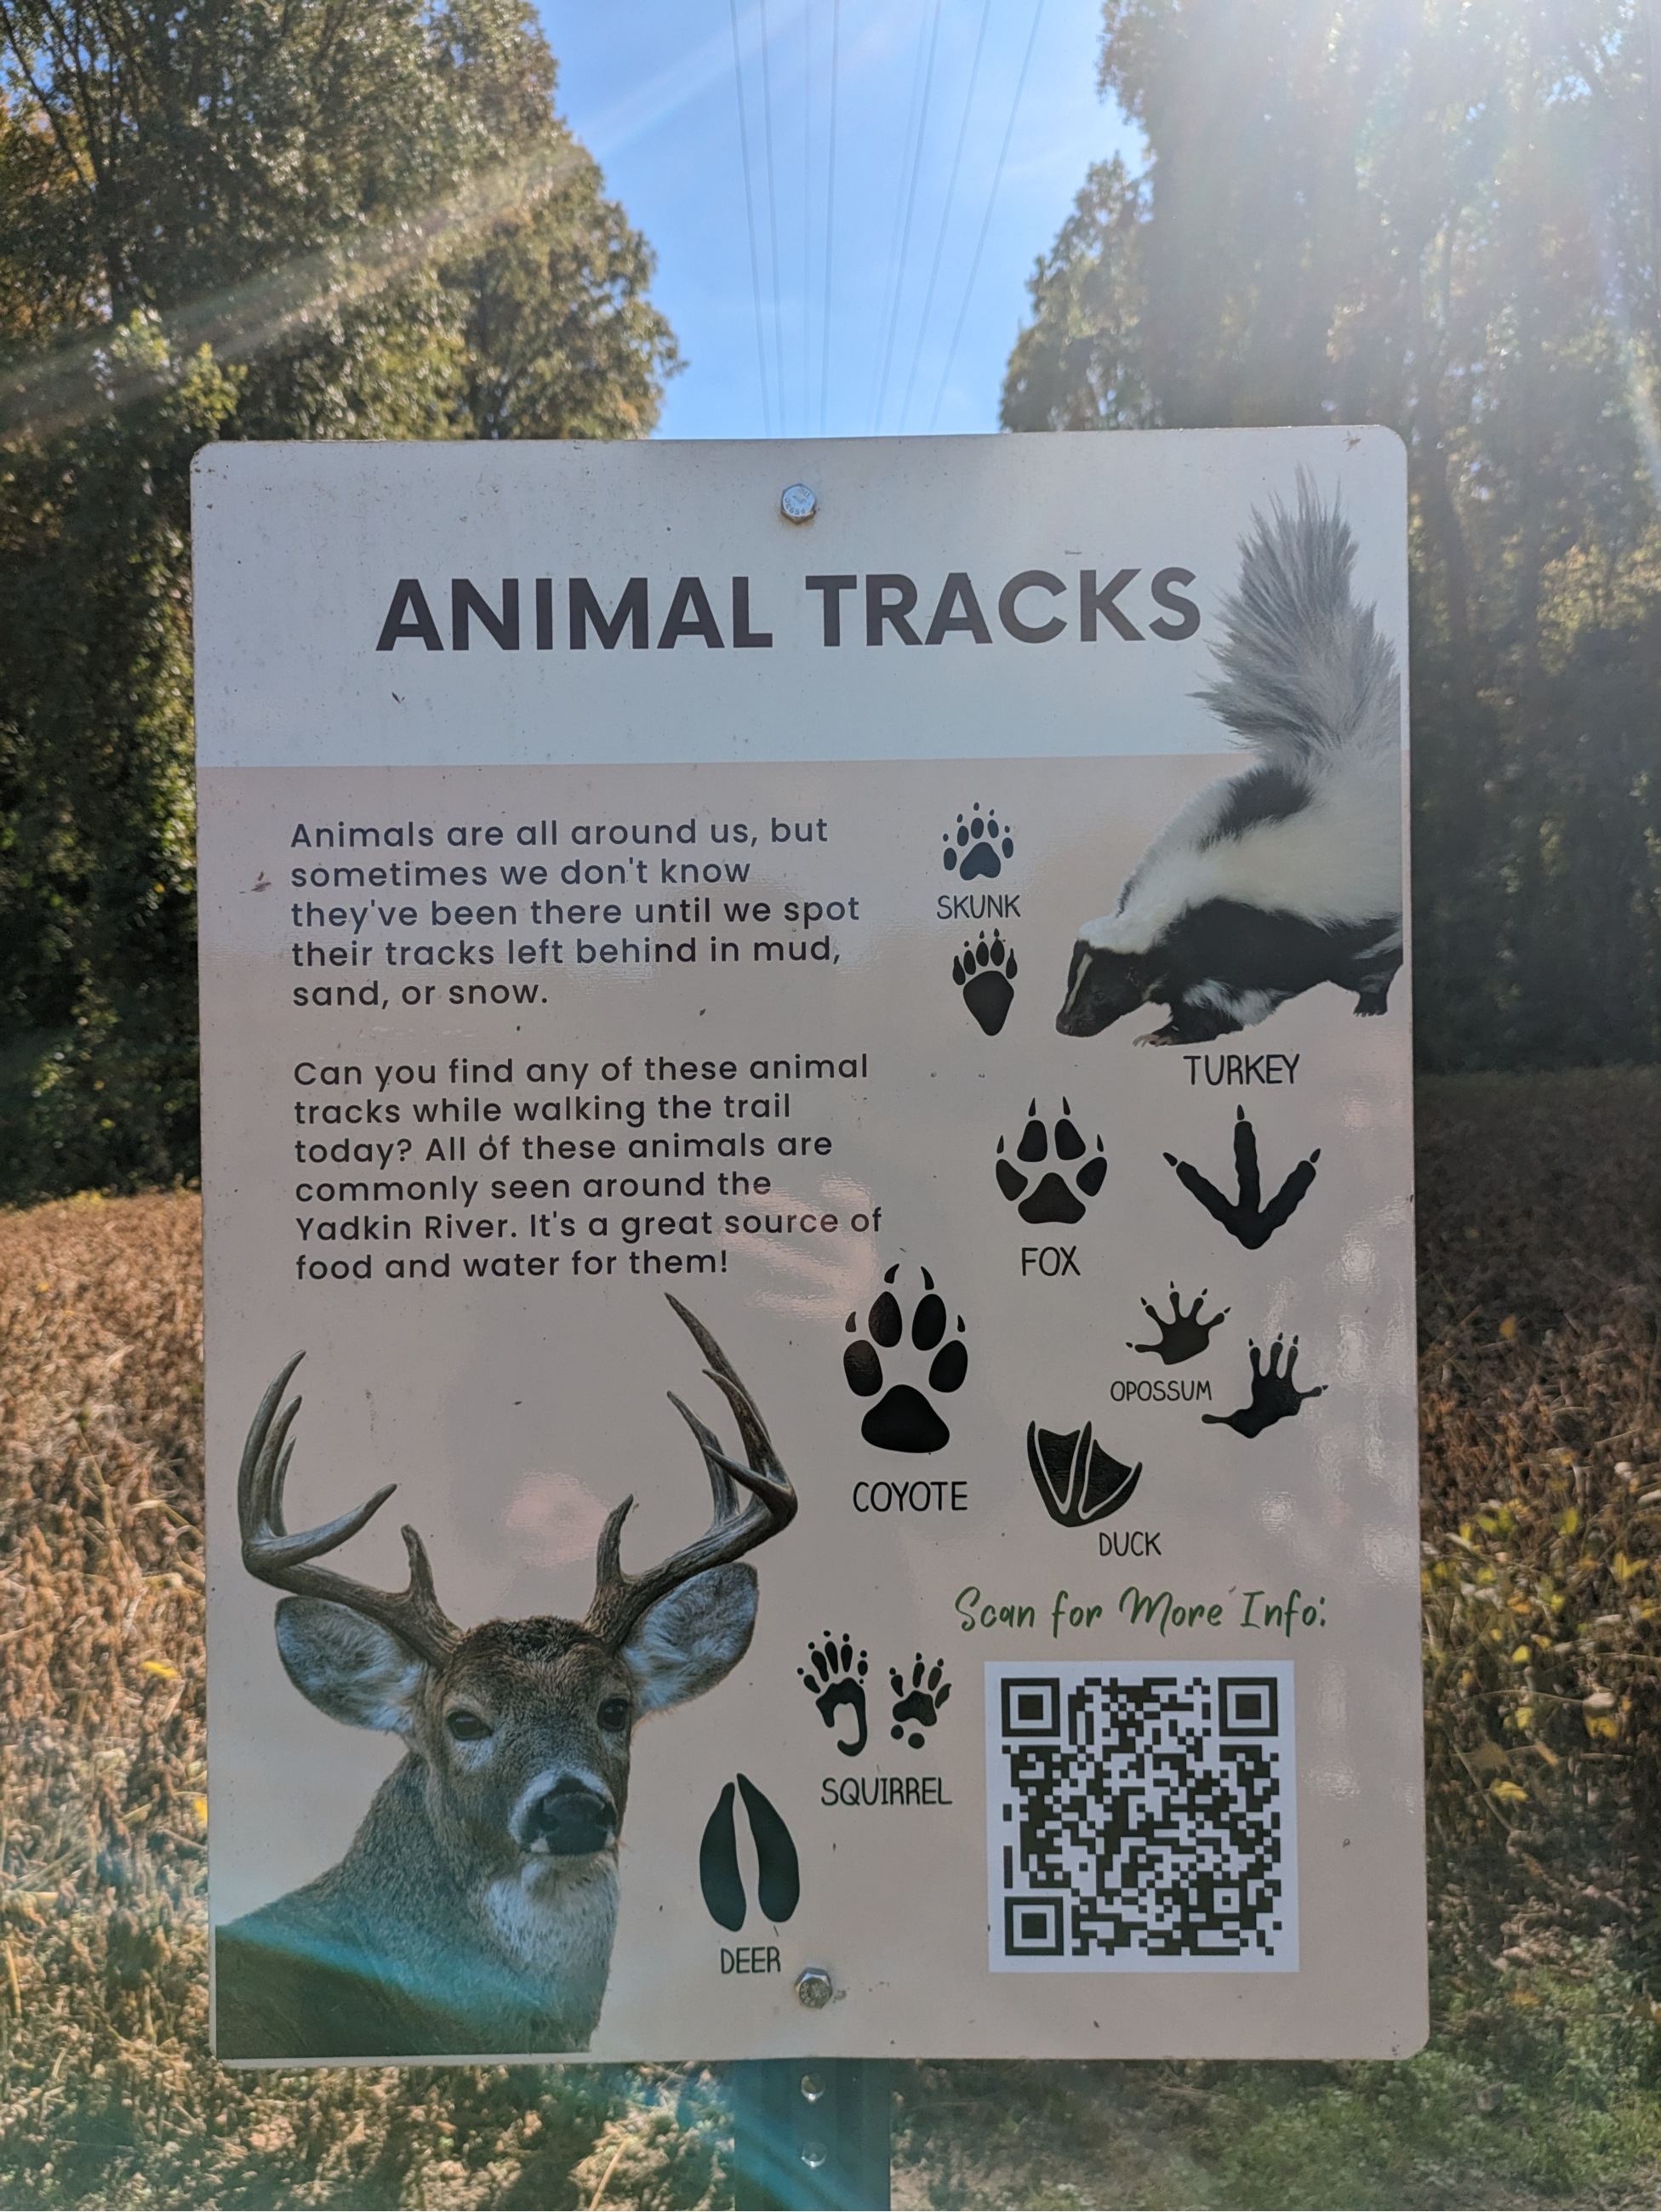 ANIMAL TRACKS
Animals are all around us, but
sometimes we don't know
they've been there until we spot
their tracks left behind in mud,
sand, or snow.
Can you find any of these animal
tracks while walking the trail
today? All of these animals are
commonly seen around the
Yadkin River. It's a great source of
food and water for them!
SKUNK
TURKEY
FOX
OPOSSUM
COYOTE
DUCK
Scan for More Info:
SQUIRREL
DEER